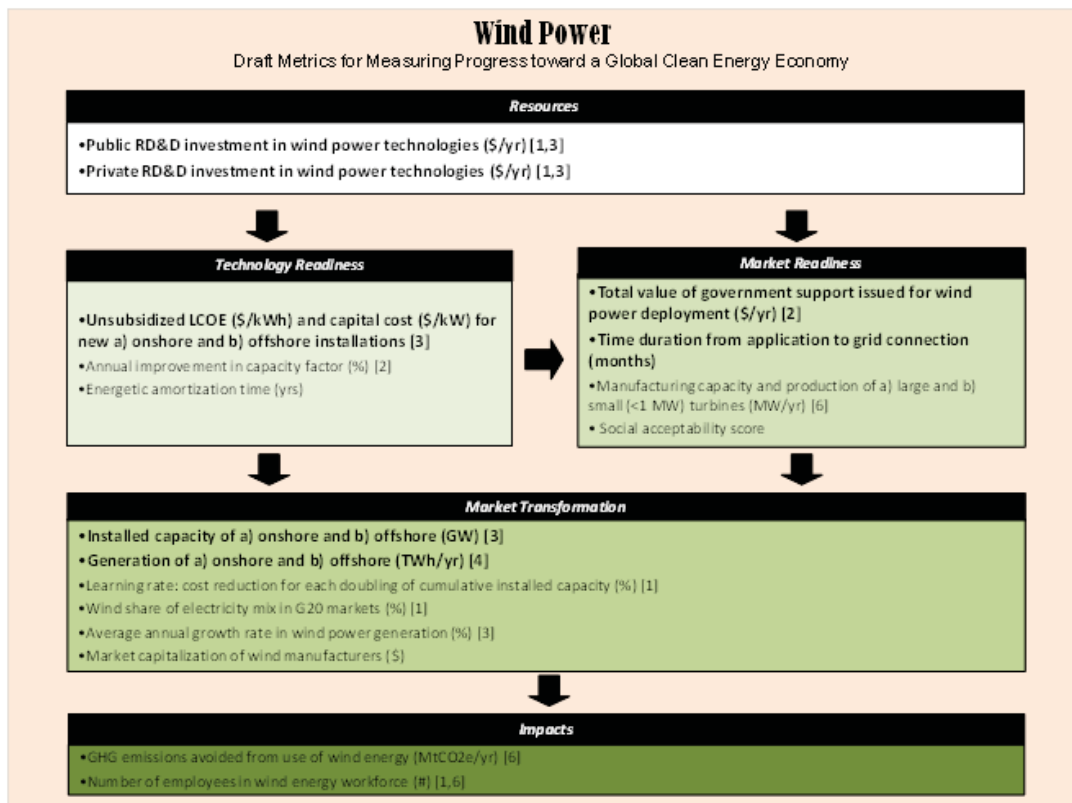 Wind Power
Draft Metrics for Measuring Progress toward a Global Clean Energy Economy
Resources
•Public RD&D investment in wind power technologies ($/yr) [1,3]
•Private RD&D investment in wind power technologies ($/yr) [1,3]
Technology Readiness
•Unsubsidized LCOE ($/kWh) and capital cost ($/kW) for
new a) onshore and b) offshore installations [3]
•Annual improvement in capacity factor (%) [2]
•Energetic amortization time (yrs)
Market Readiness
•Total value of government support issued for wind
power deployment ($/yr) [2]
•Time duration from application to grid connection
(months)
•Manufacturing capacity and production of a) large and b)
small (<1 MW) turbines (MW/yr) [6]
• Social acceptability score
Market Transformation
•Installed capacity of a) onshore and b) offshore (GW) [3]
•Generation of a) onshore and b) offshore (TWh/yr) [4]
•Learning rate: cost reduction for each doubling of cumulative installed capacity (%) [1]
•Wind share of electricity mix in G20 markets (%) [1]
•Average annual growth rate in wind power generation (%) [3]
•Market capitalization of wind manufacturers ($)
Impacts
•GHG emissions avoided from use of wind energy (MtCO2e/yr) [6]
•Number of employees in wind energy workforce (#) [1,6]